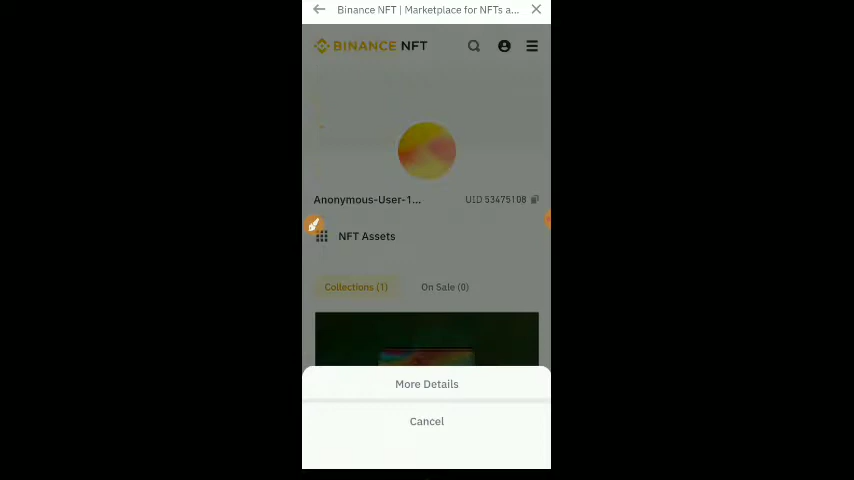 Binance NFT | Marketplace for NFTs a...
BINANCE NFT
Anonymous-User-1...
UID 53475108
NFT Assets
Collections (1)
On Sale (0)
More Details
Cancel